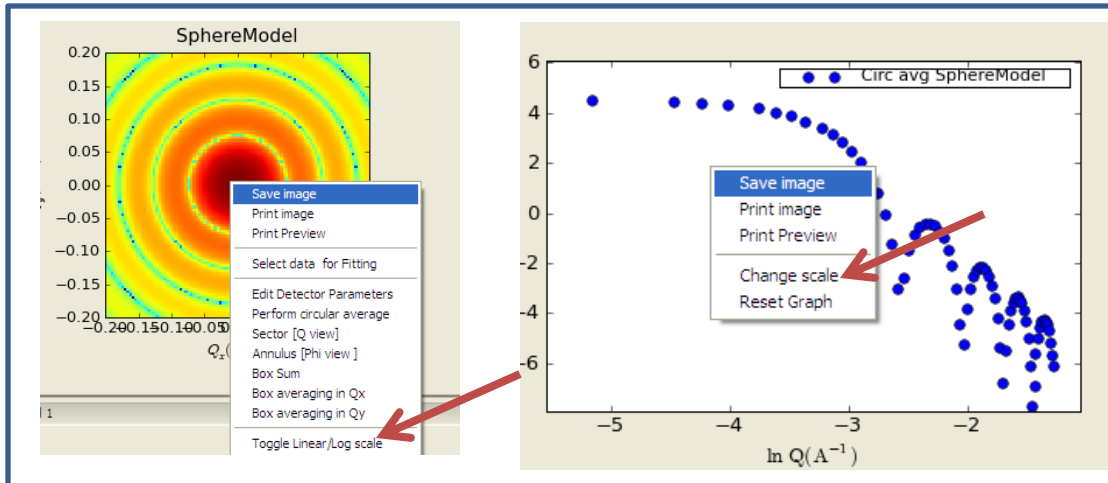 SphereModel
0.20
0.15
0.10
0.05
0.00
−0.05
−0.10
−0.15
−0.20
−0.20 −0.15 −0.10 −0.05
Qx(
Save image
Print image
Print Preview
Select data for Fitting
Edit Detector Parameters
Perform circular average
Sector [Q view]
Annulus [Phi view ]
Box Sum
Box averaging in Qx
Box averaging in Qy
Toggle Linear/Log scale
1
Circ avg SphereModel
6
4
2
0
−2
−4
−6
Save image
Print image
Print Preview
Change scale
Reset Graph
−5 −4 −3 −2
ln Q(A⁻¹)